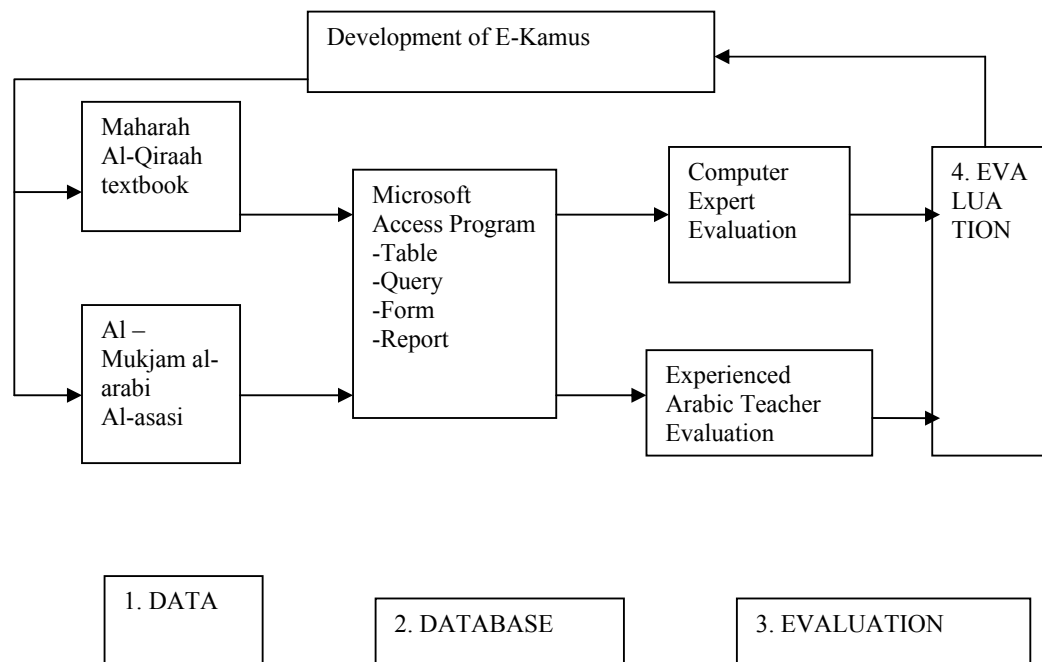 Development of E-Kamus
Maharah
Al-Qiraah
textbook
Al –
Mukjam al-
arabi
Al-asasi
Microsoft
Access Program
-Table
-Query
-Form
-Report
Computer
Expert
Evaluation
Experienced
Arabic Teacher
Evaluation
4. EVA
LUA
TION
1. DATA
2. DATABASE
3. EVALUATION